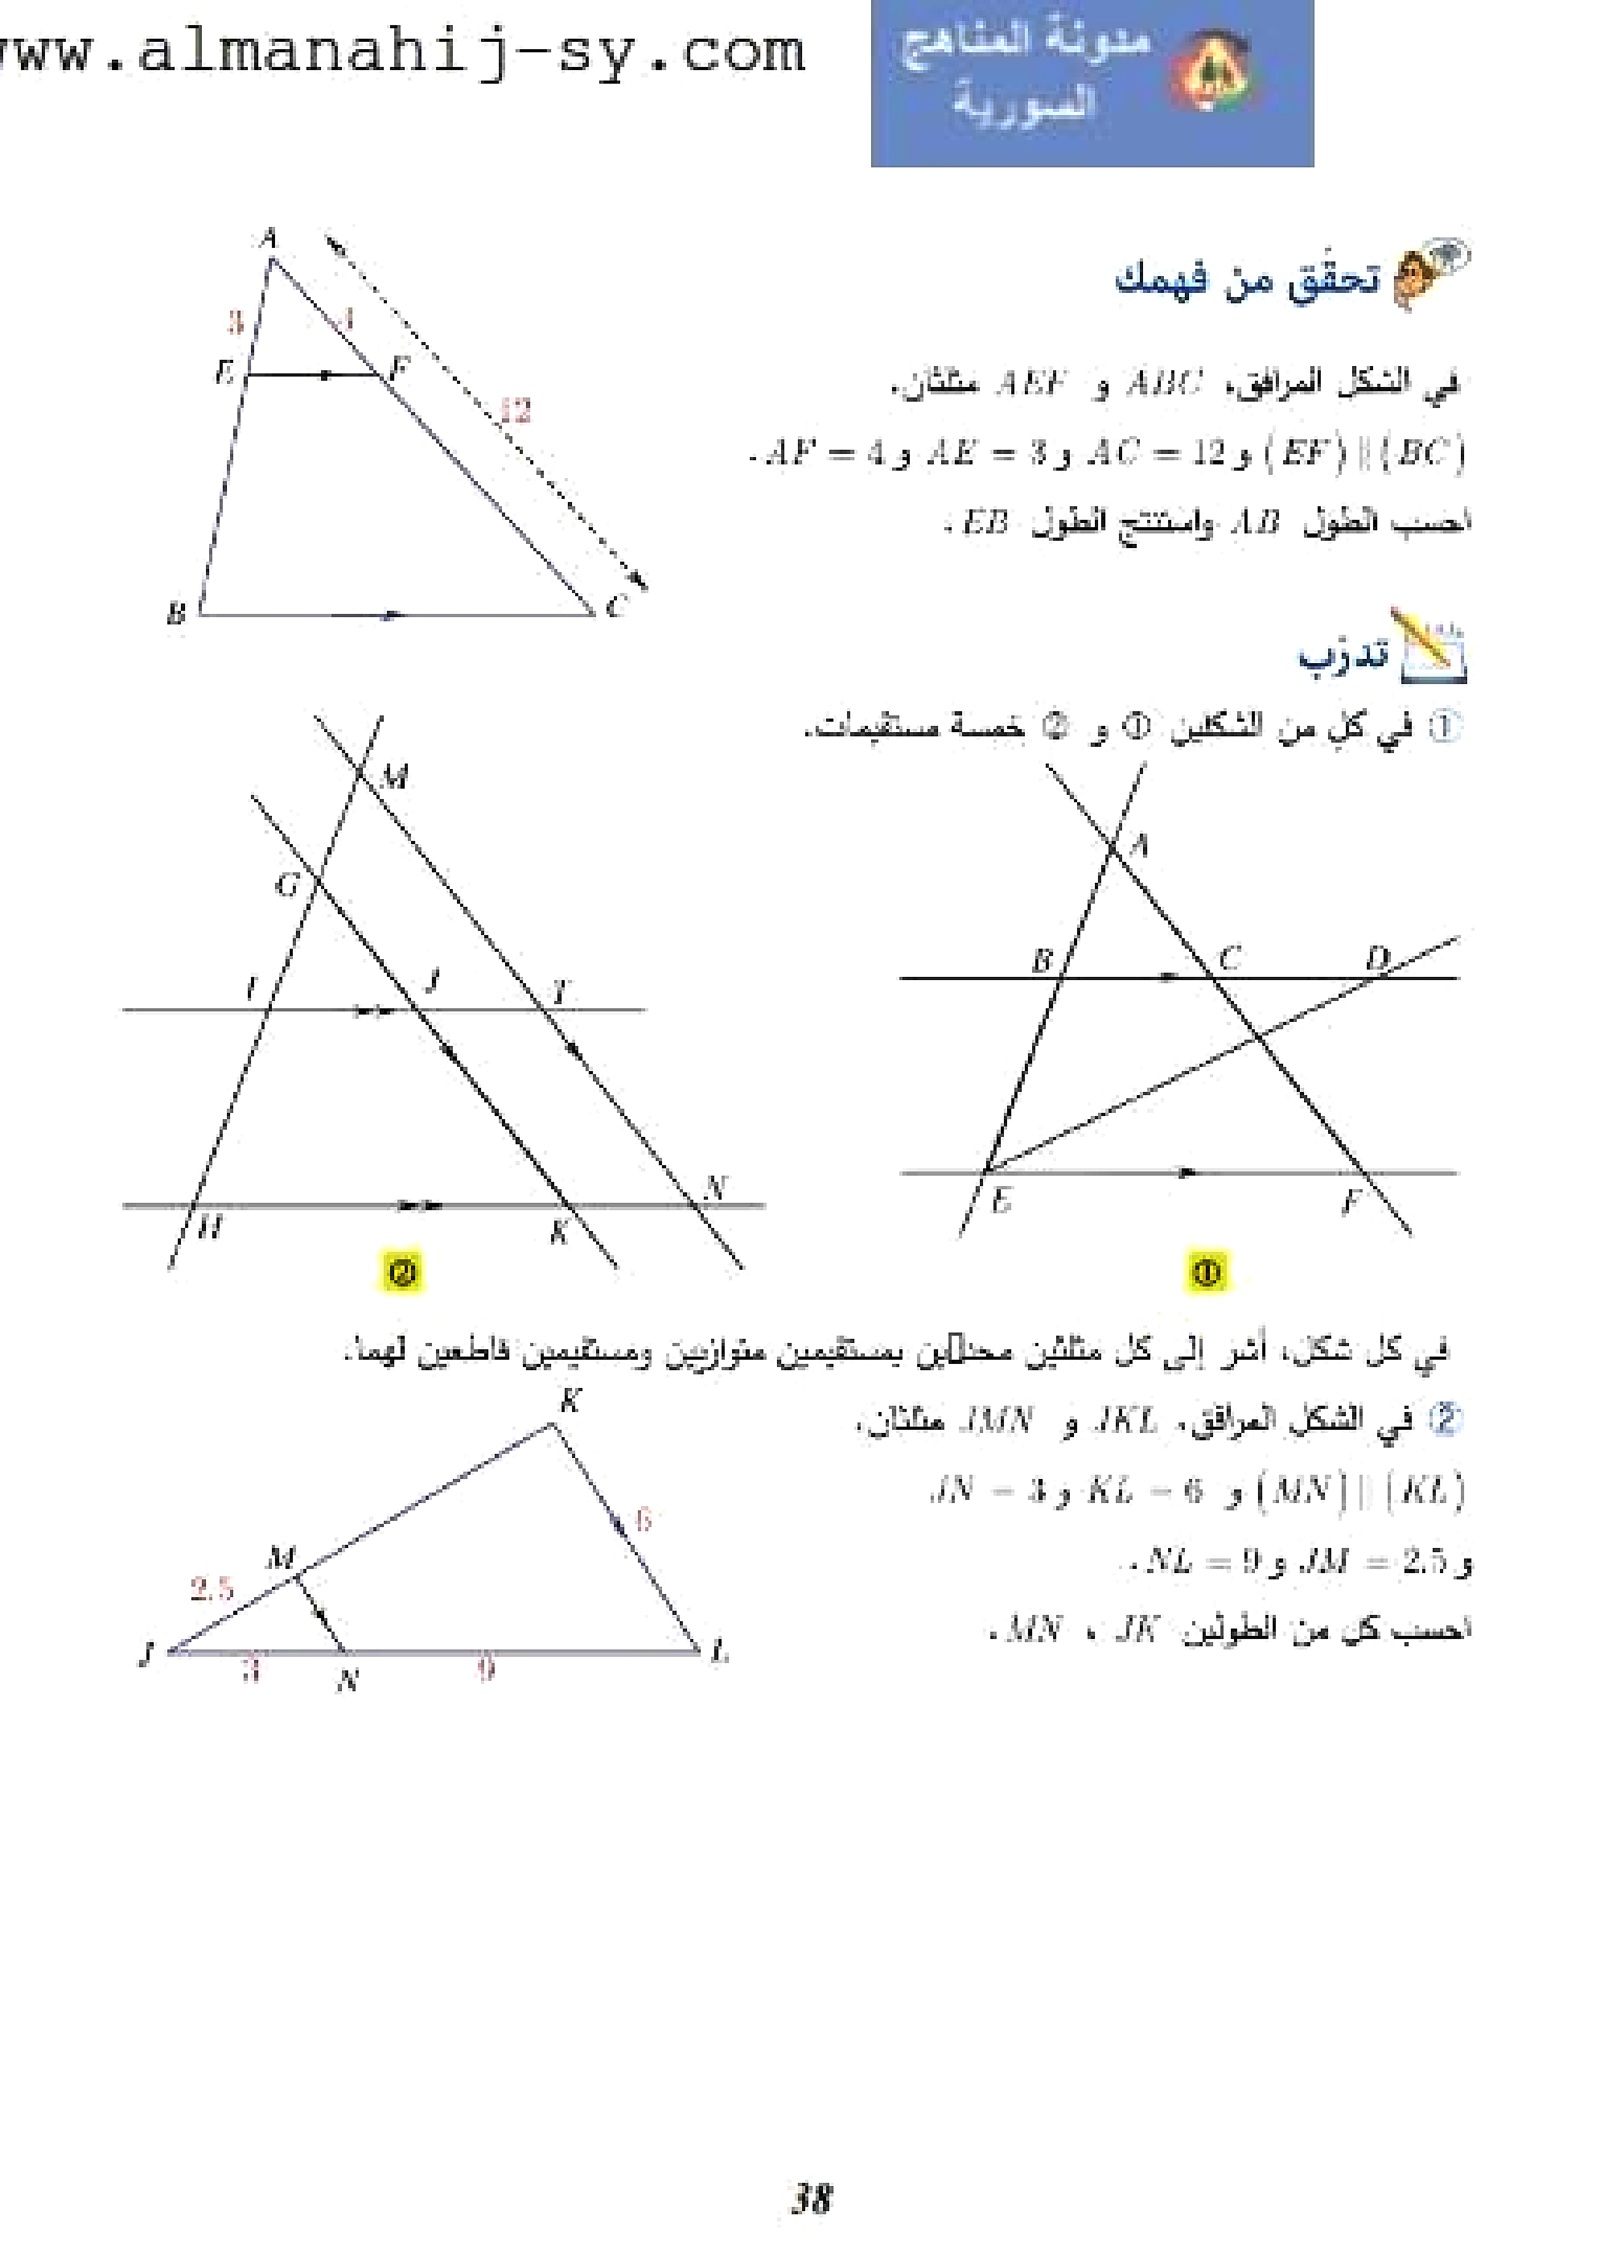 www.almanahij-sy.com
مدونة المناهج
السورية
تحقّق من فهمك
في الشكل المرافق، ABC و AEF مثلثان،
(EF) || (BC) و AC = 12 و AE = 3 و AF = 4.
احسب الطول AB واستنتج الطول EB.
A
3
4
E
F
12
B
C
تدرّب
① في كل من الشكلين ① و ② خمسة مستقيمات.
M
G
I
J
T
H
K
N
②
A
B
C
D
E
F
①
في كل شكل، أشر إلى كل مثلثين بمستقيمين متوازيين ومستقيمين قاطعين لهما.
② في الشكل المرافق، JKL و JMN مثلثان،
(MN) || (KL) و KL = 6 و JN = 3
و JM = 2.5 و NL = 9.
احسب كل من الطولين JK ، MN.
K
6
M
2.5
J
3
N
9
L
38